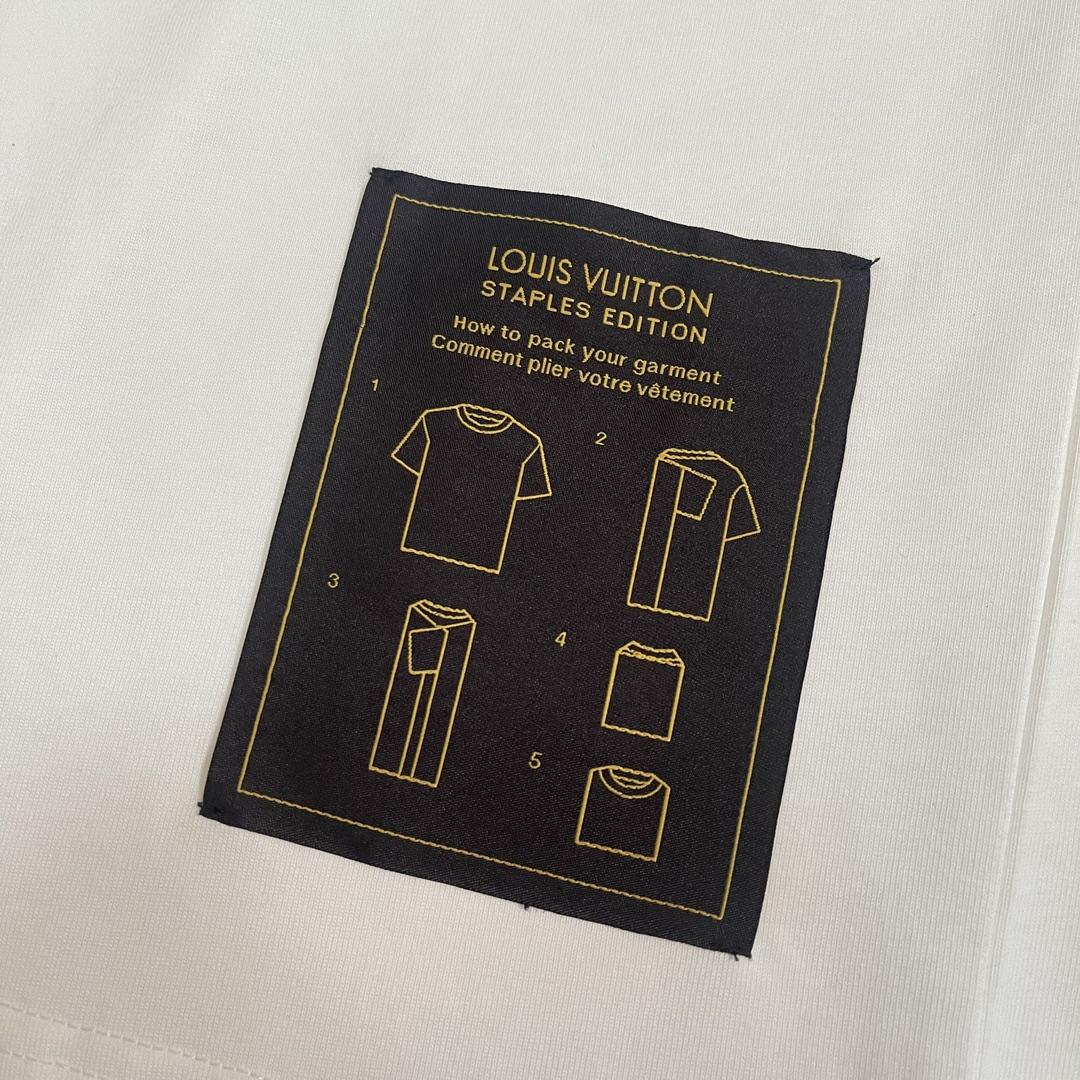 LOUIS VUITTON
STAPLES EDITION
How to pack your garment
Comment plier votre vêtement
1
2
3
4
5